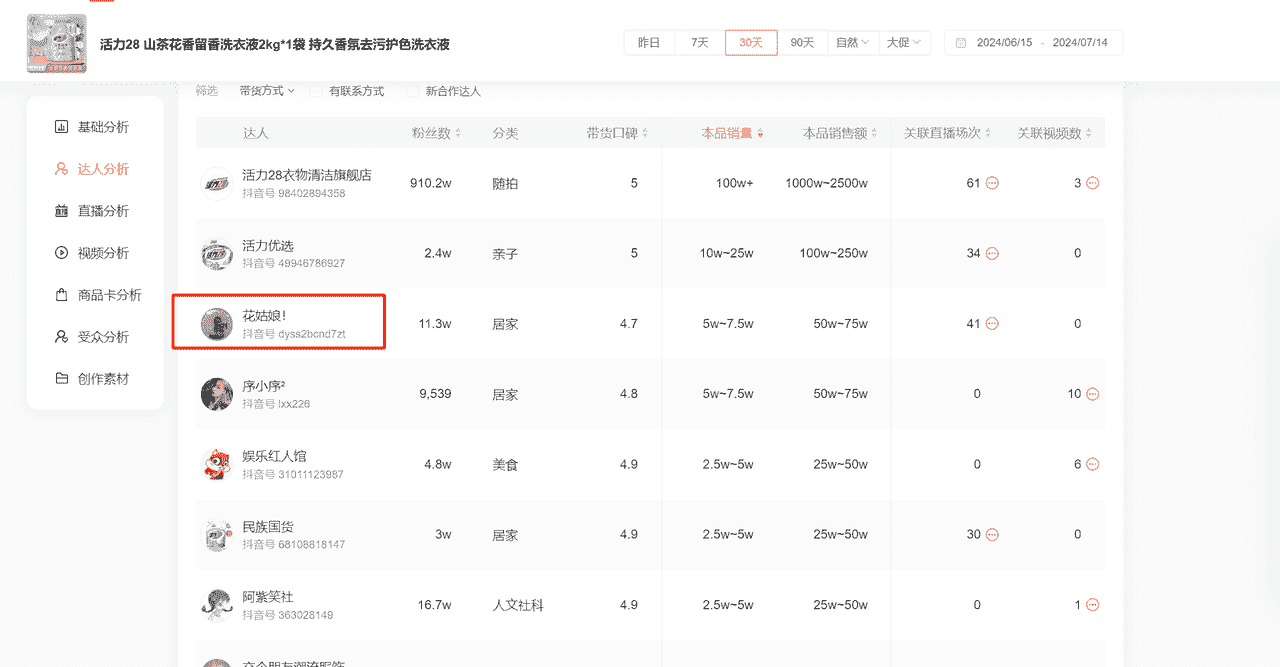 活力28 山茶花香留香洗衣液2kg*1袋 持久香氛去污护色洗衣液
昨日 7天 30天 90天 自然 大促 2024/06/15 - 2024/07/14
筛选 带货方式 有联系方式 新合作达人
基础分析
达人分析
直播分析
视频分析
商品卡分析
受众分析
创作素材
达人 粉丝数 分类 带货口碑 本品销量 本品销售额 关联直播场次 关联视频数
活力28衣物清洁旗舰店
抖音号 98402894358
910.2w 随拍 5 100w+ 1000w~2500w 61 3
活力优选
抖音号 49946786927
2.4w 亲子 5 10w~25w 100w~250w 34 0
花姑娘!
抖音号 dyss2bcnd7zt
11.3w 居家 4.7 5w~7.5w 50w~75w 41 0
序小序²
抖音号 lxx226
9,539 居家 4.8 5w~7.5w 50w~75w 0 10
娱乐红人馆
抖音号 31011123987
4.8w 美食 4.9 2.5w~5w 25w~50w 0 6
民族国货
抖音号 68108818147
3w 居家 4.9 2.5w~5w 25w~50w 30 0
阿紫笑社
抖音号 363028149
16.7w 人文社科 4.9 2.5w~5w 25w~50w 0 1